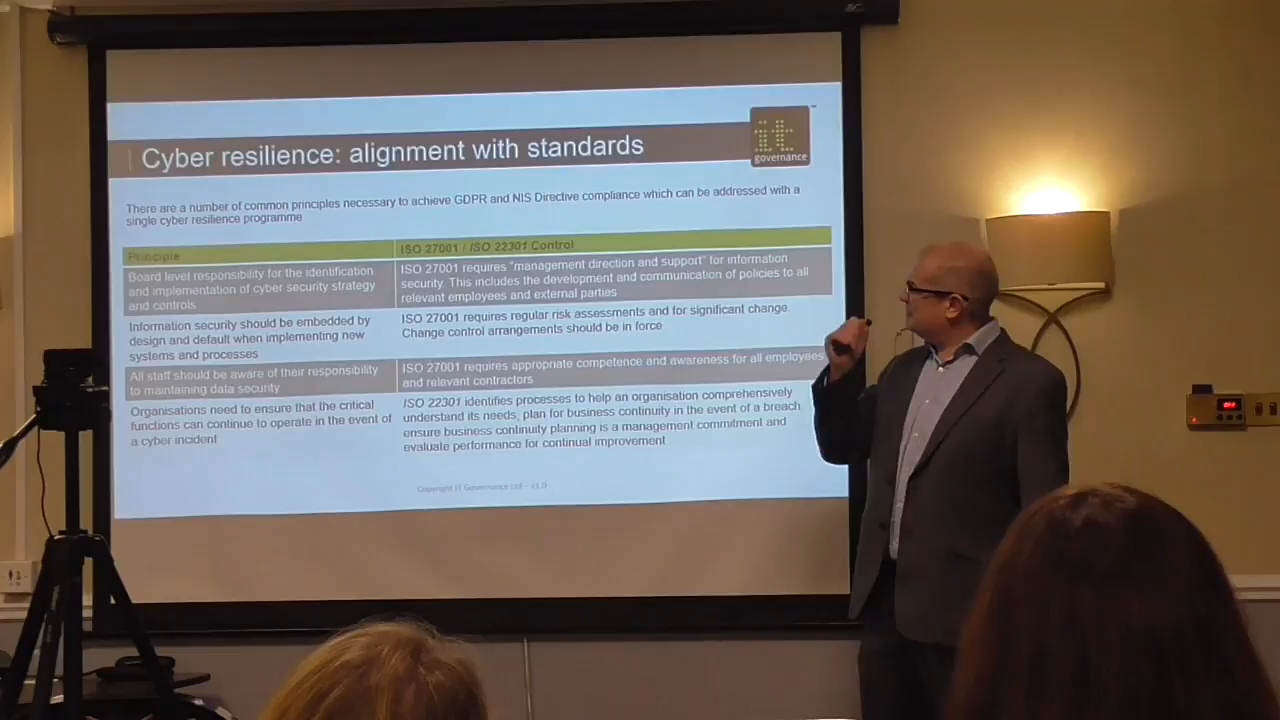 Cyber resilience: alignment with standards
it
governance
There are a number of common principles necessary to achieve GDPR and NIS Directive compliance which can be addressed with a
single cyber resilience programme
Principle
ISO 27001 / ISO 22301 Control
Board level responsibility for the identification
and implementation of cyber security strategy
and controls
ISO 27001 requires "management direction and support" for information
security. This includes the development and communication of policies to all
relevant employees and external parties
Information security should be embedded by
design and default when implementing new
systems and processes
ISO 27001 requires regular risk assessments and for significant change.
Change control arrangements should be in force
All staff should be aware of their responsibility
to maintaining data security
ISO 27001 requires appropriate competence and awareness for all employees
and relevant contractors
Organisations need to ensure that the critical
functions can continue to operate in the event of
a cyber incident
ISO 22301 identifies processes to help an organisation comprehensively
understand its needs, plan for business continuity in the event of a breach
ensure business continuity planning is a management commitment and
evaluate performance for continual improvement
Copyright IT Governance Ltd – v1.0